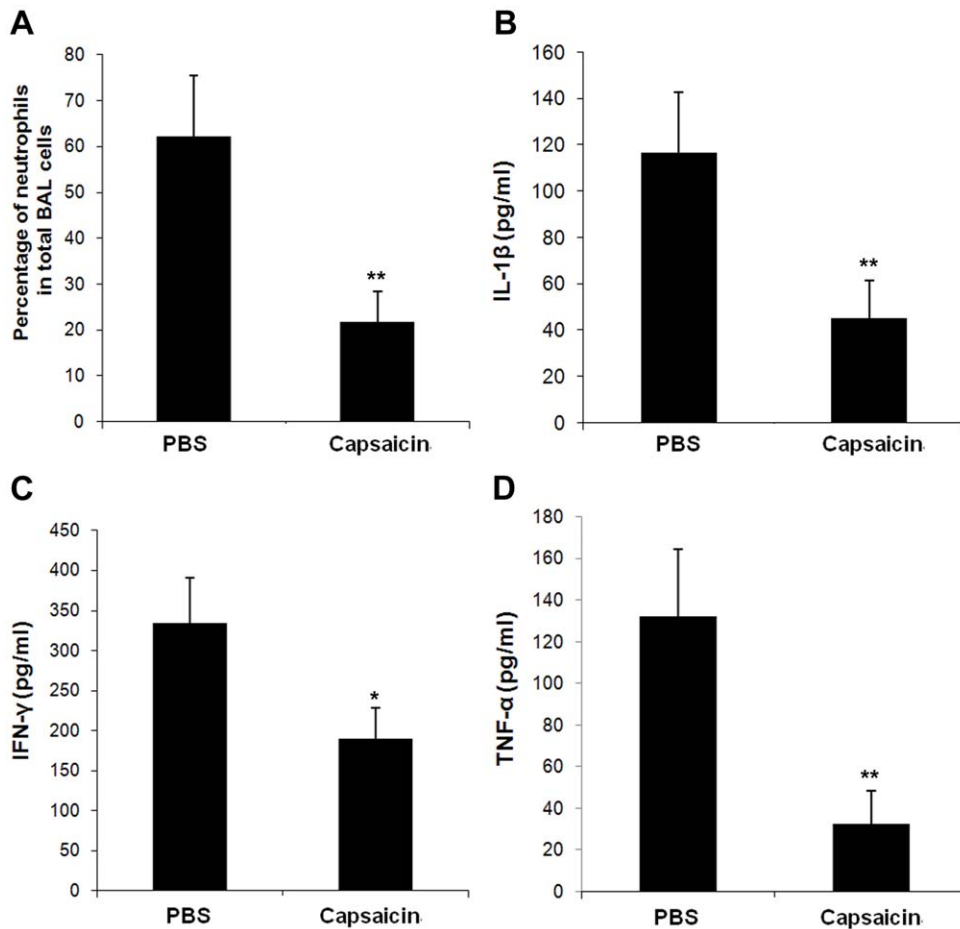 A
Percentage of neutrophils
in total BAL cells
80
70
60
50
40
30
20
10
0
**
PBS
Capsaicin
B
IL-1β (pg/ml)
160
140
120
100
80
60
40
20
0
**
PBS
Capsaicin
C
IFN-γ (pg/ml)
450
400
350
300
250
200
150
100
50
0
*
PBS
Capsaicin
D
TNF-α (pg/ml)
180
160
140
120
100
80
60
40
20
0
**
PBS
Capsaicin